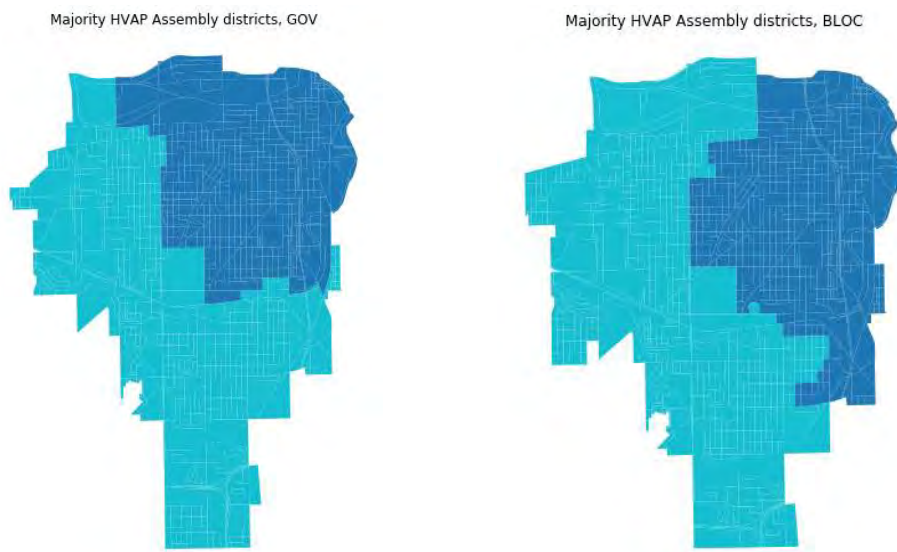 Majority HVAP Assembly districts, GOV
Majority HVAP Assembly districts, BLOC